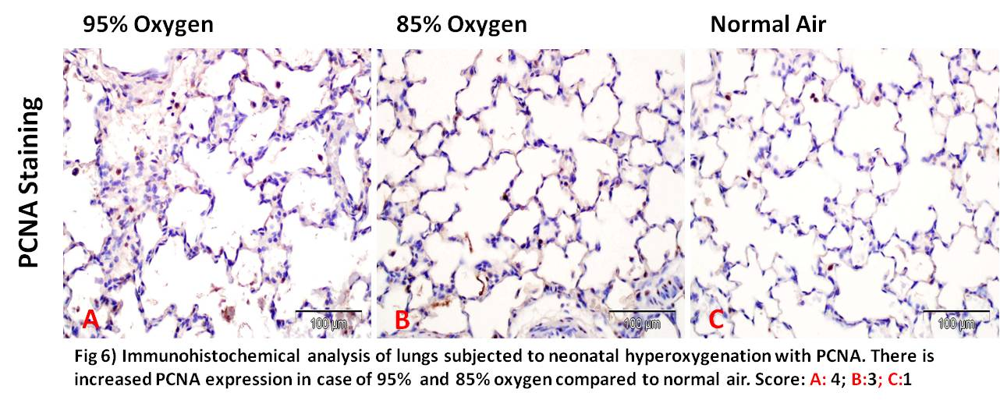 95% Oxygen
85% Oxygen
Normal Air
PCNA Staining
A
100 µm
B
100 µm
C
100 µm
Fig 6) Immunohistochemical analysis of lungs subjected to neonatal hyperoxygenation with PCNA. There is
increased PCNA expression in case of 95% and 85% oxygen compared to normal air. Score: A: 4; B:3; C:1